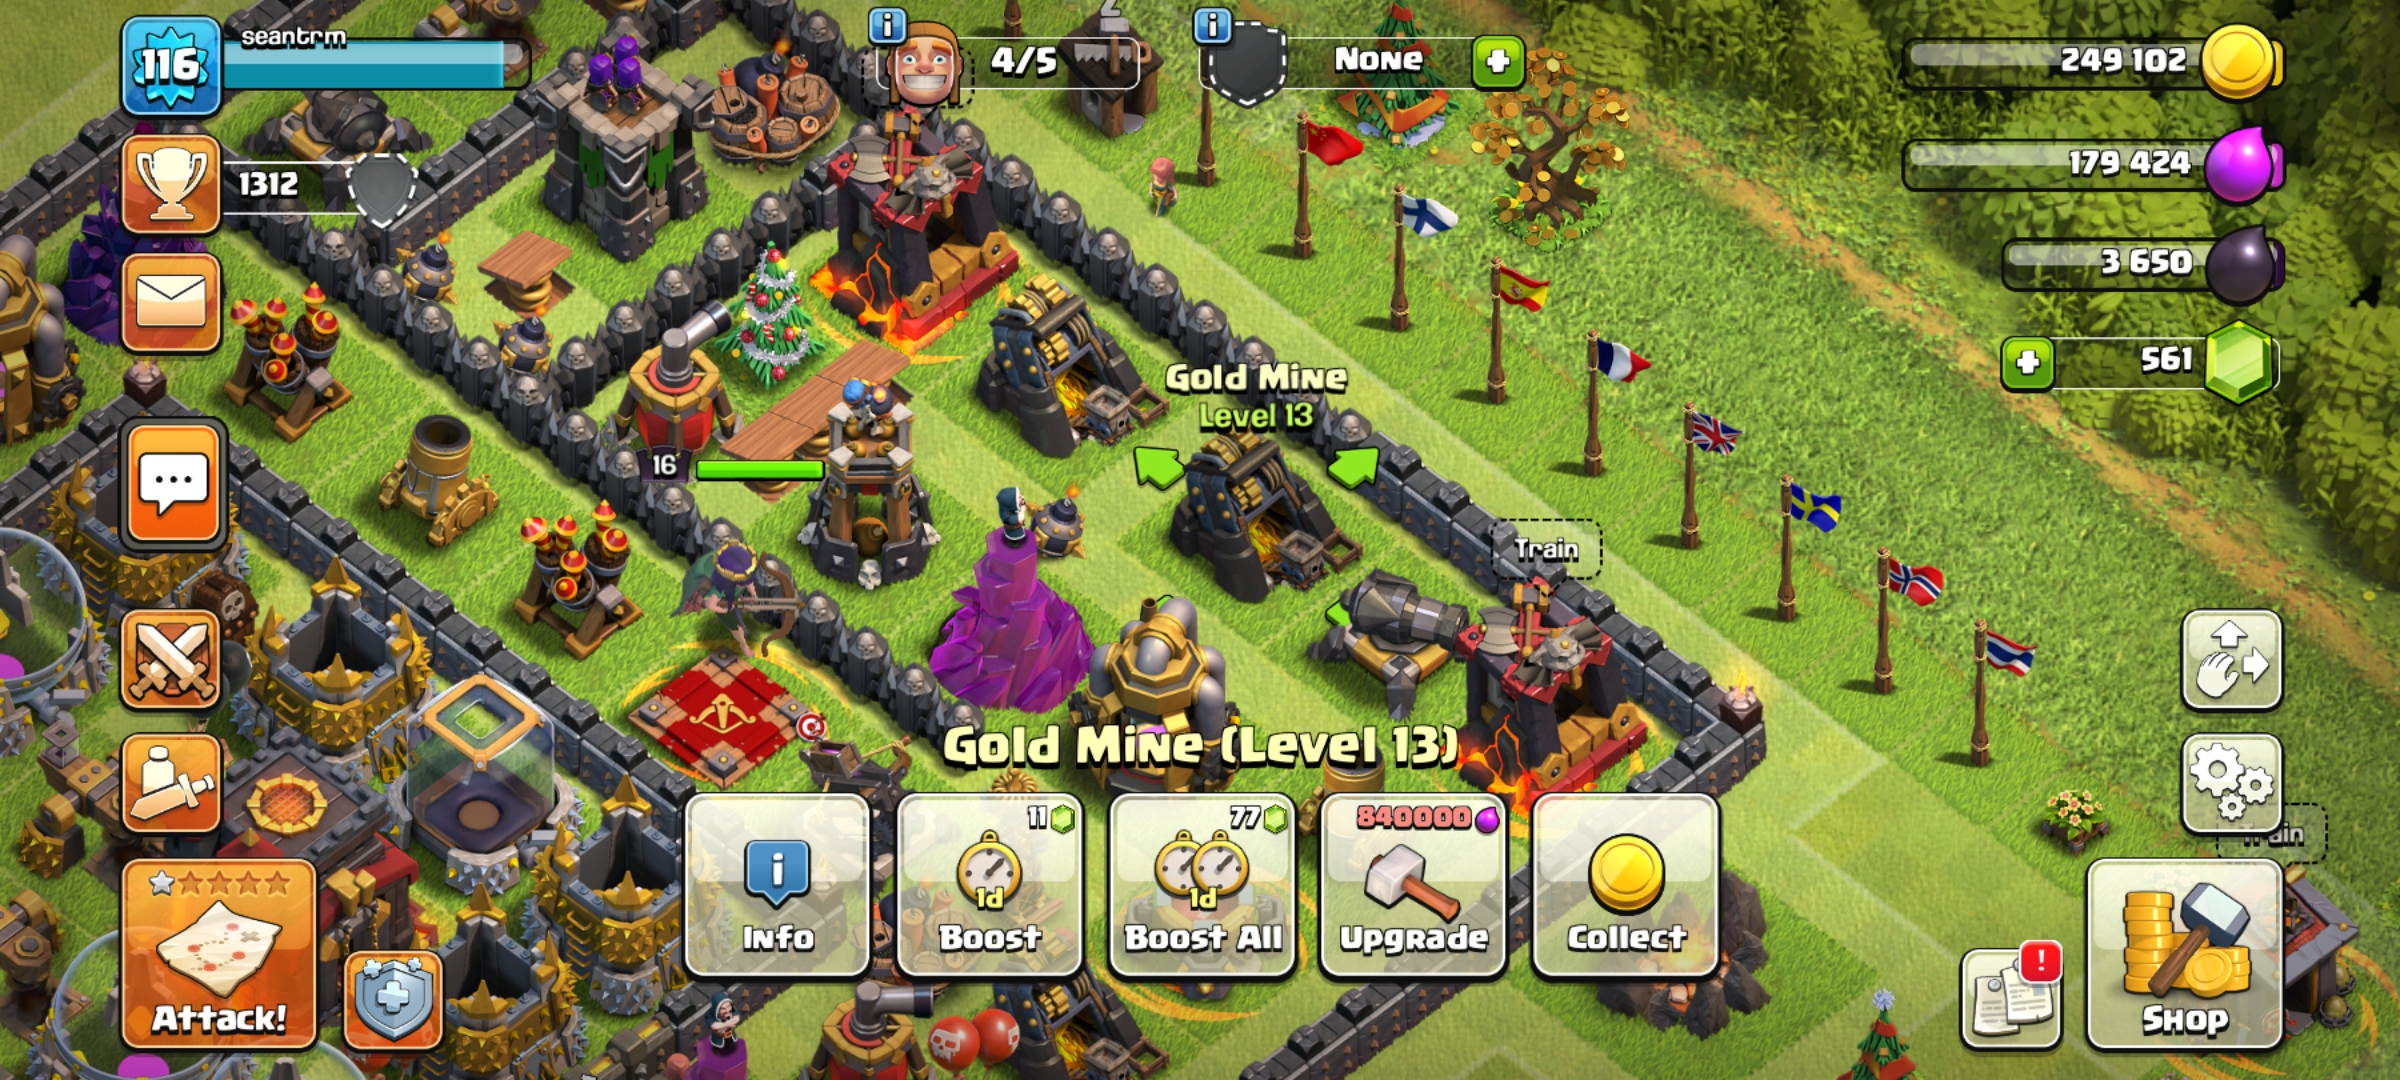 116
seantrm
4/5
None
249 102
1312
179 424
3 650
561
Gold Mine
Level 13
16
Train
Gold Mine (Level 13)
11
77
840000
1d
1d
Info
Boost
Boost All
Upgrade
Collect
Train
Attack!
!
Shop